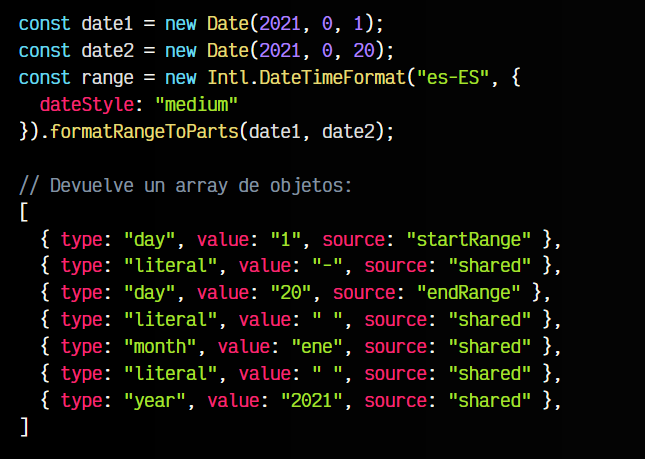 const date1 = new Date(2021, 0, 1);
const date2 = new Date(2021, 0, 20);
const range = new Intl.DateTimeFormat("es-ES", {
  dateStyle: "medium"
}).formatRangeToParts(date1, date2);

// Devuelve un array de objetos:
[
  { type: "day", value: "1", source: "startRange" },
  { type: "literal", value: "-", source: "shared" },
  { type: "day", value: "20", source: "endRange" },
  { type: "literal", value: " ", source: "shared" },
  { type: "month", value: "ene", source: "shared" },
  { type: "literal", value: " ", source: "shared" },
  { type: "year", value: "2021", source: "shared" },
]